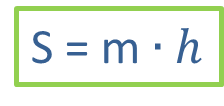 S = m · h